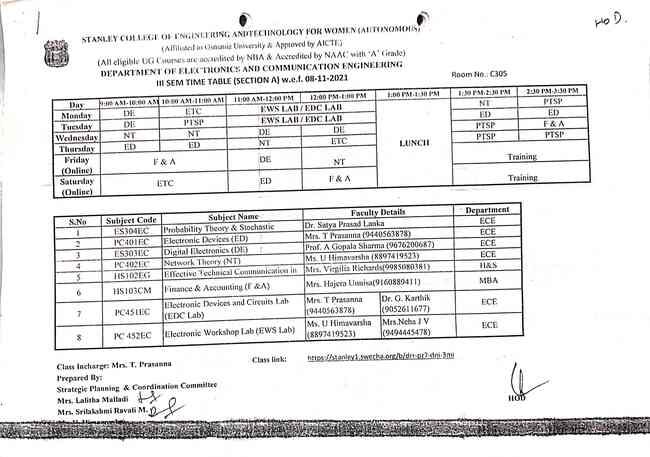 HOD.
STANLEY COLLEGE OF ENGINEERING ANDTECHNOLOGY FOR WOMEN (AUTONOMOUS)
(Affiliated to Osmania University & Approved by AICTE)
(All eligible UG Courses are accredited by NBA & Accredited by NAAC with 'A' Grade)
DEPARTMENT OF ELECTRONICS AND COMMUNICATION ENGINEERING
III SEM TIME TABLE (SECTION A) w.e.f. 08-11-2021 Room No.: C305
Day 9:00 AM-10:00 AM 10:00 AM-11:00 AM 11:00 AM-12:00 PM 12:00 PM-1:00 PM 1:00 PM-1:30 PM 1:30 PM-2:30 PM 2:30 PM-3:30 PM
Monday DE ETC EWS LAB / EDC LAB NT PTSP
Tuesday DE PTSP EWS LAB / EDC LAB ED ED
Wednesday NT NT DE DE PTSP F & A
Thursday ED ED NT ETC PTSP PTSP
LUNCH
Friday (Online) F & A DE NT Training
Saturday (Online) ETC ED F & A Training
S.No Subject Code Subject Name Faculty Details Department
1 ES304EC Probability Theory & Stochastic Dr. Satya Prasad Lanka ECE
2 PC401EC Electronic Devices (ED) Mrs. T Prasanna (9440563878) ECE
3 ES303EC Digital Electronics (DE) Prof. A Gopala Sharma (9676200687) ECE
4 PC402EC Network Theory (NT) Ms. U Himavarsha (8897419523) ECE
5 HS102EG Effective Technical Communication in Mrs. Virgilia Richards(9985080381) H&S
6 HS103CM Finance & Accounting (F &A) Mrs. Hajera Unnisa(9160889411) MBA
7 PC451EC Electronic Devices and Circuits Lab (EDC Lab) Mrs. T Prasanna (9440563878) Dr. G. Karthik (9052611677) ECE
8 PC 452EC Electronic Workshop Lab (EWS Lab) Ms. U Himavarsha (8897419523) Mrs.Neha J V (9494445478) ECE
Class link: https://stanley1.swecha.org/b/drr-pz7-dni-3mi
Class Incharge: Mrs. T. Prasanna
Prepared By:
Strategic Planning & Coordination Committee
Mrs. Lalitha Malladi
Mrs. Srilakshmi Ravali M.
HOD